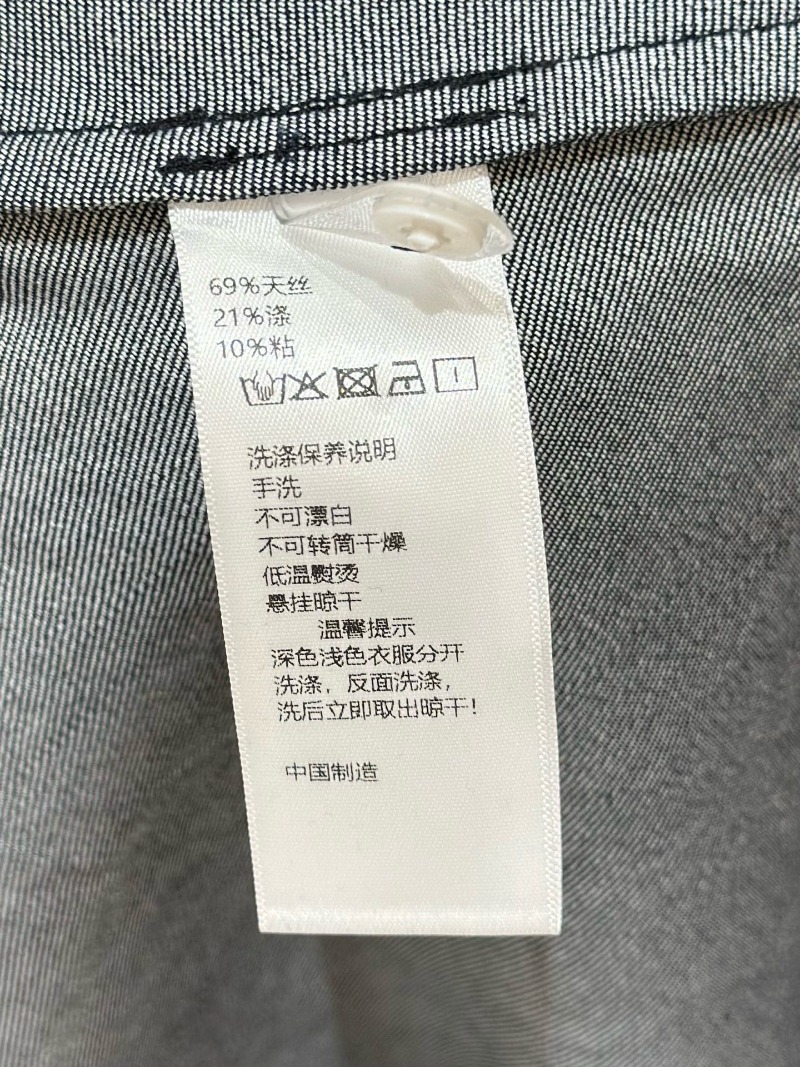 69%天丝
21%涤
10%粘
洗涤保养说明
手洗
不可漂白
不可转筒干燥
低温熨烫
悬挂晾干
温馨提示
深色浅色衣服分开
洗涤，反面洗涤，
洗后立即取出晾干！
中国制造